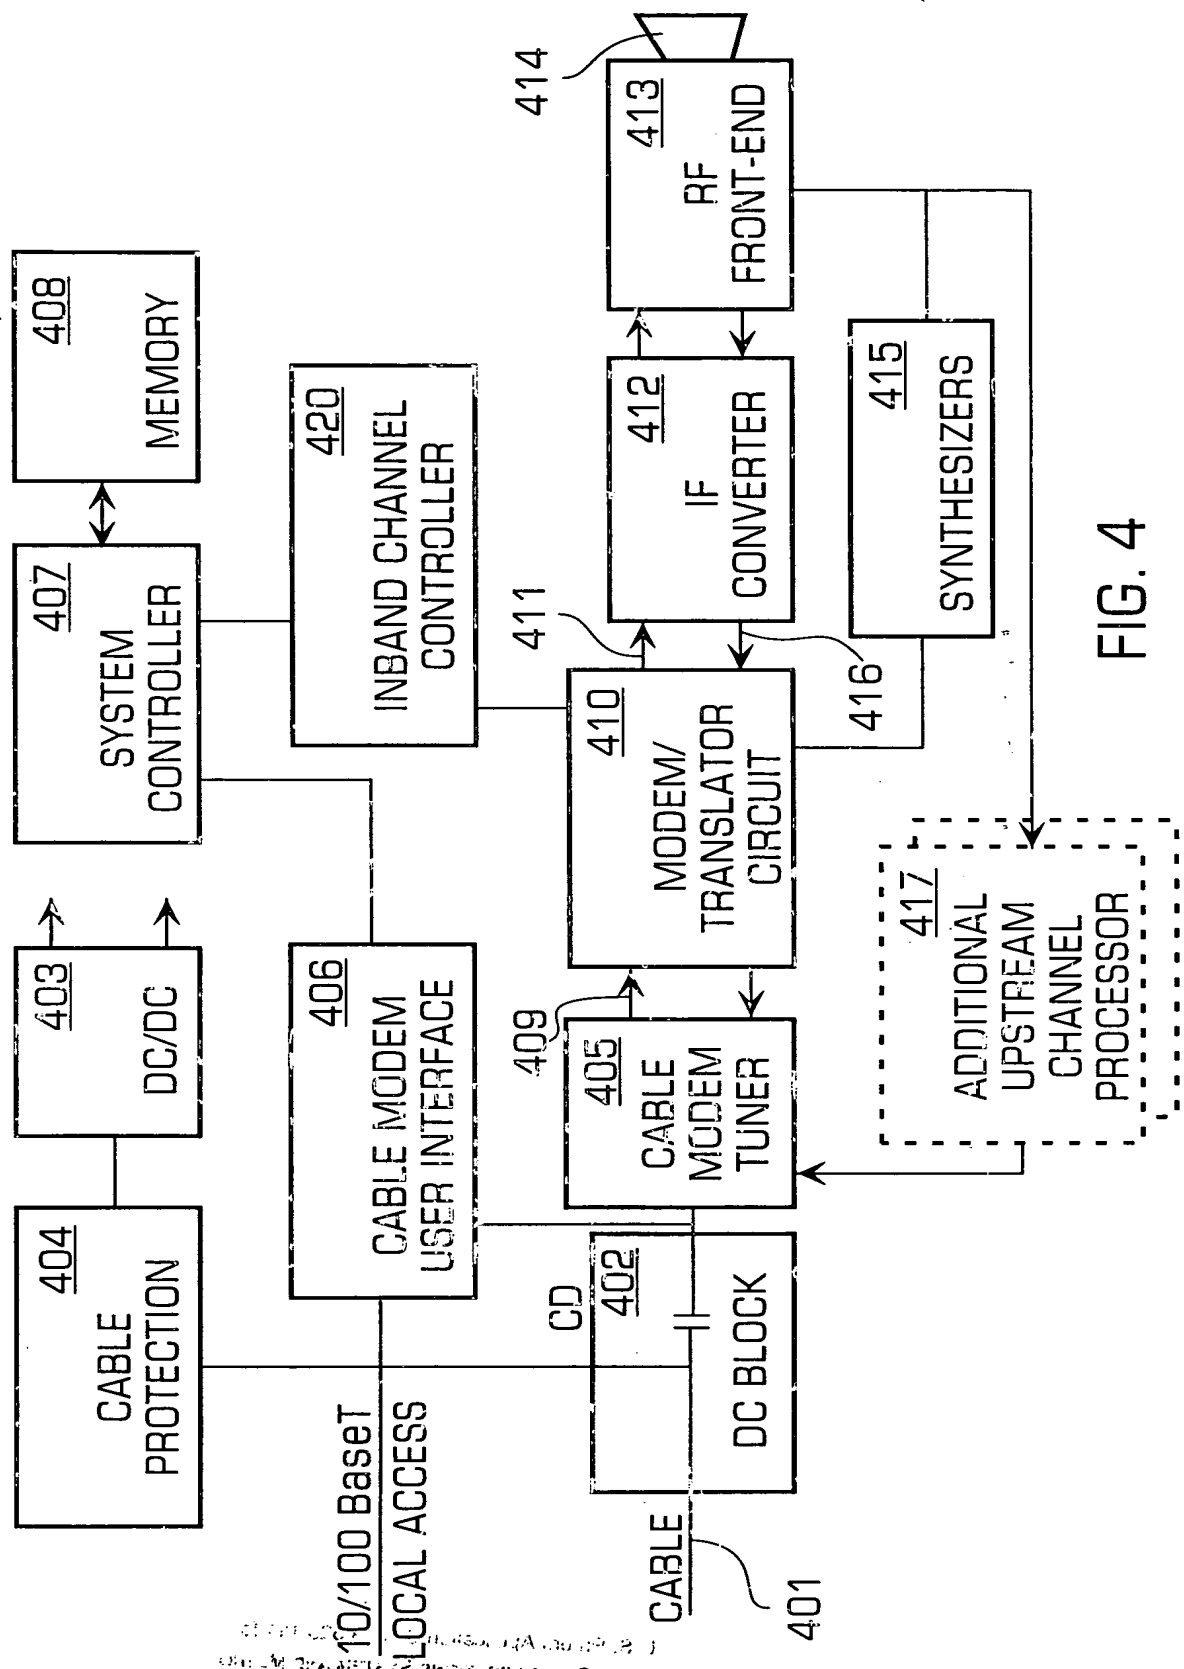 404
CABLE
PROTECTION
403
DC/DC
407
SYSTEM
CONTROLLER
408
MEMORY
10/100 BaseT
LOCAL ACCESS
406
CABLE MODEM
USER INTERFACE
420
INBAND CHANNEL
CONTROLLER
CABLE
401
CD
402
DC BLOCK
405
CABLE
MODEM
TUNER
409
410
MODEM/
TRANSLATOR
CIRCUIT
411
416
412
IF
CONVERTER
413
RF
FRONT-END
414
415
SYNTHESIZERS
417
ADDITIONAL
UPSTREAM
CHANNEL
PROCESSOR
FIG. 4